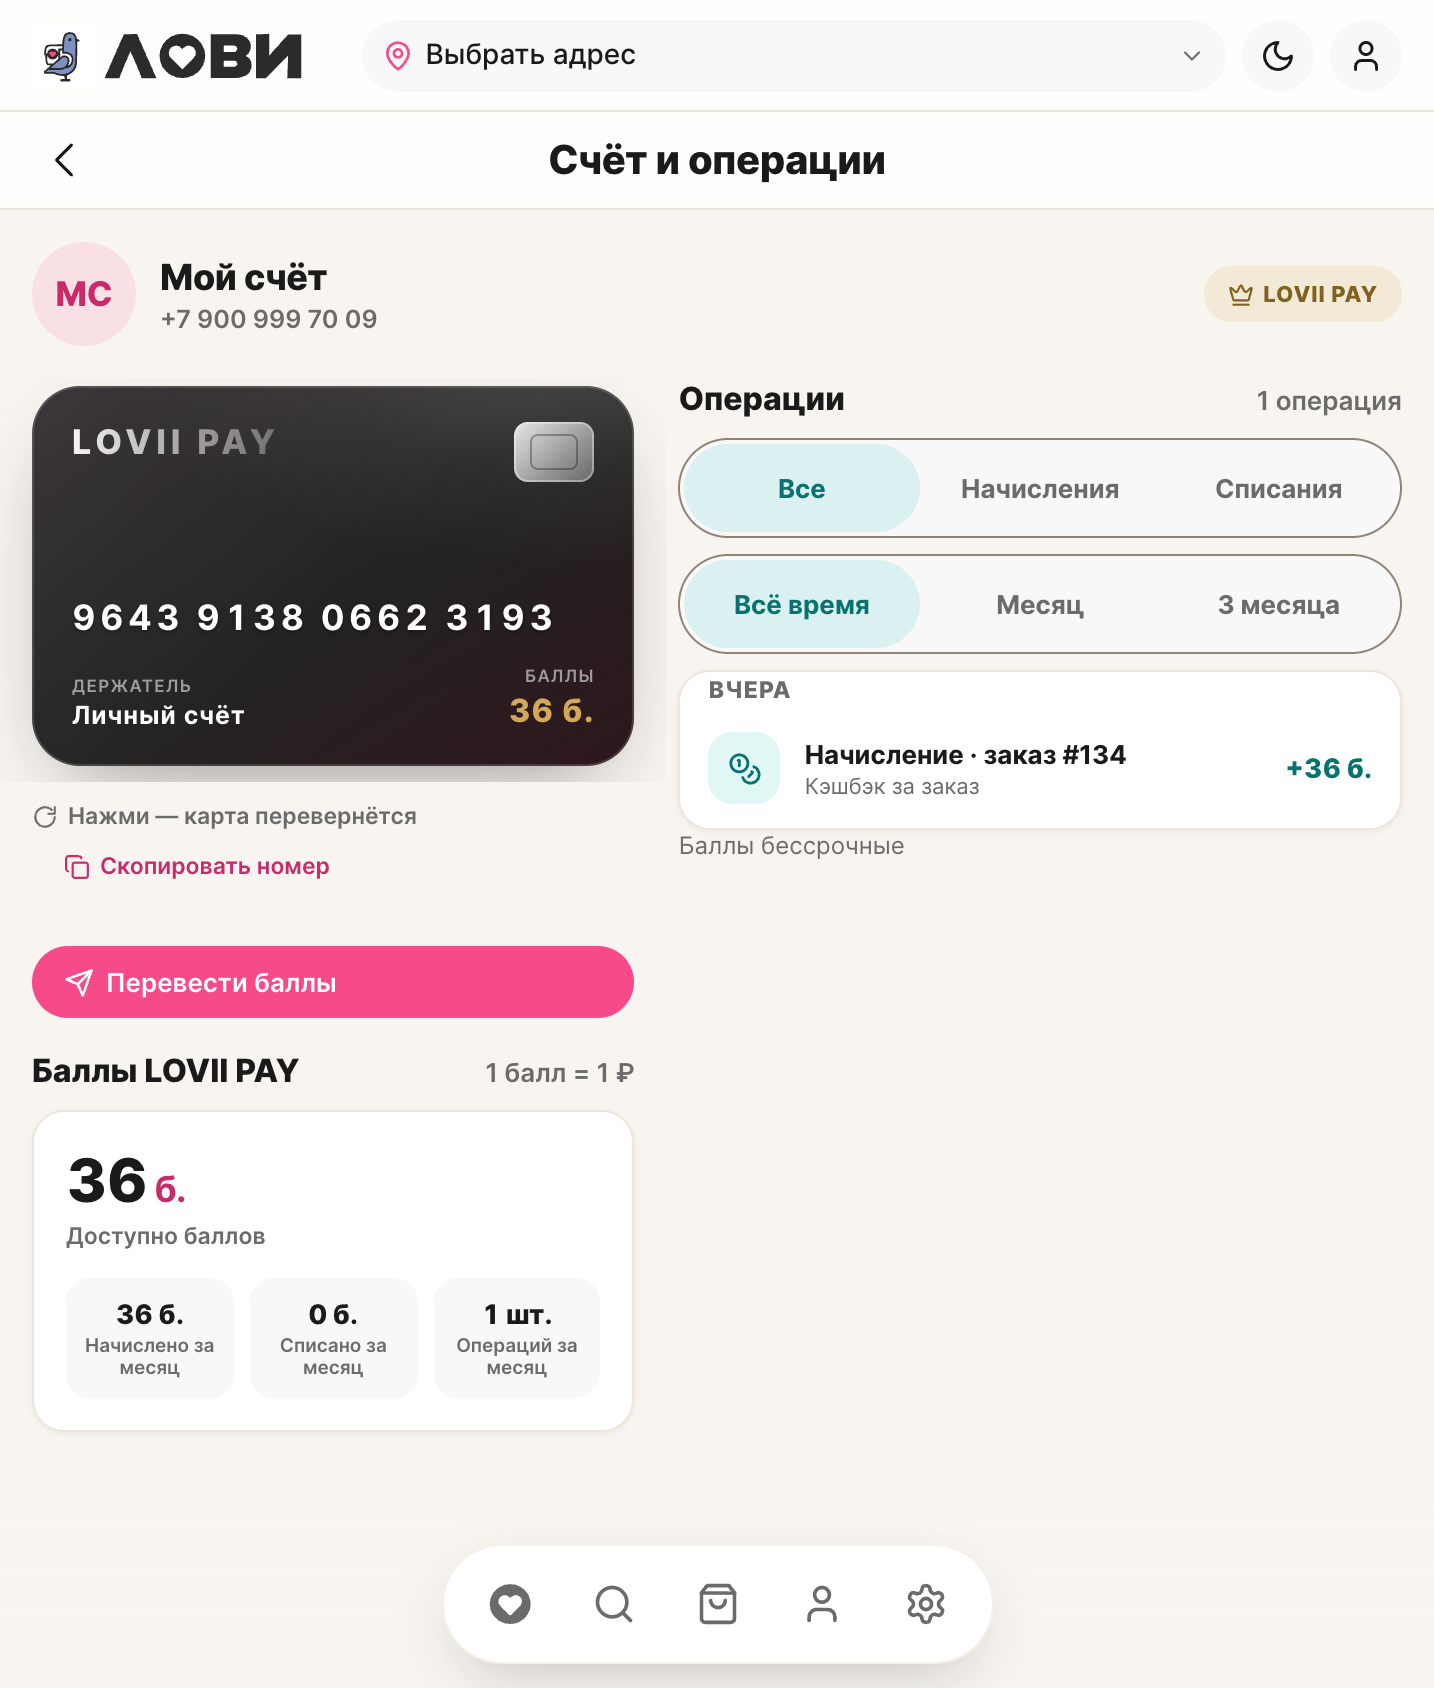 ЛОВИ
Выбрать адрес
Счёт и операции
МС
Мой счёт
+7 900 999 70 09
LOVII PAY
LOVII PAY
9643 9138 0662 3193
ДЕРЖАТЕЛЬ
Личный счёт
БАЛЛЫ
36 б.
Нажми — карта перевернётся
Скопировать номер
Перевести баллы
Баллы LOVII PAY
1 балл = 1 ₽
36 б.
Доступно баллов
36 б.
Начислено за
месяц
0 б.
Списано за
месяц
1 шт.
Операций за
месяц
Операции
1 операция
Все
Начисления
Списания
Всё время
Месяц
3 месяца
ВЧЕРА
Начисление · заказ #134
Кэшбэк за заказ
+36 б.
Баллы бессрочные